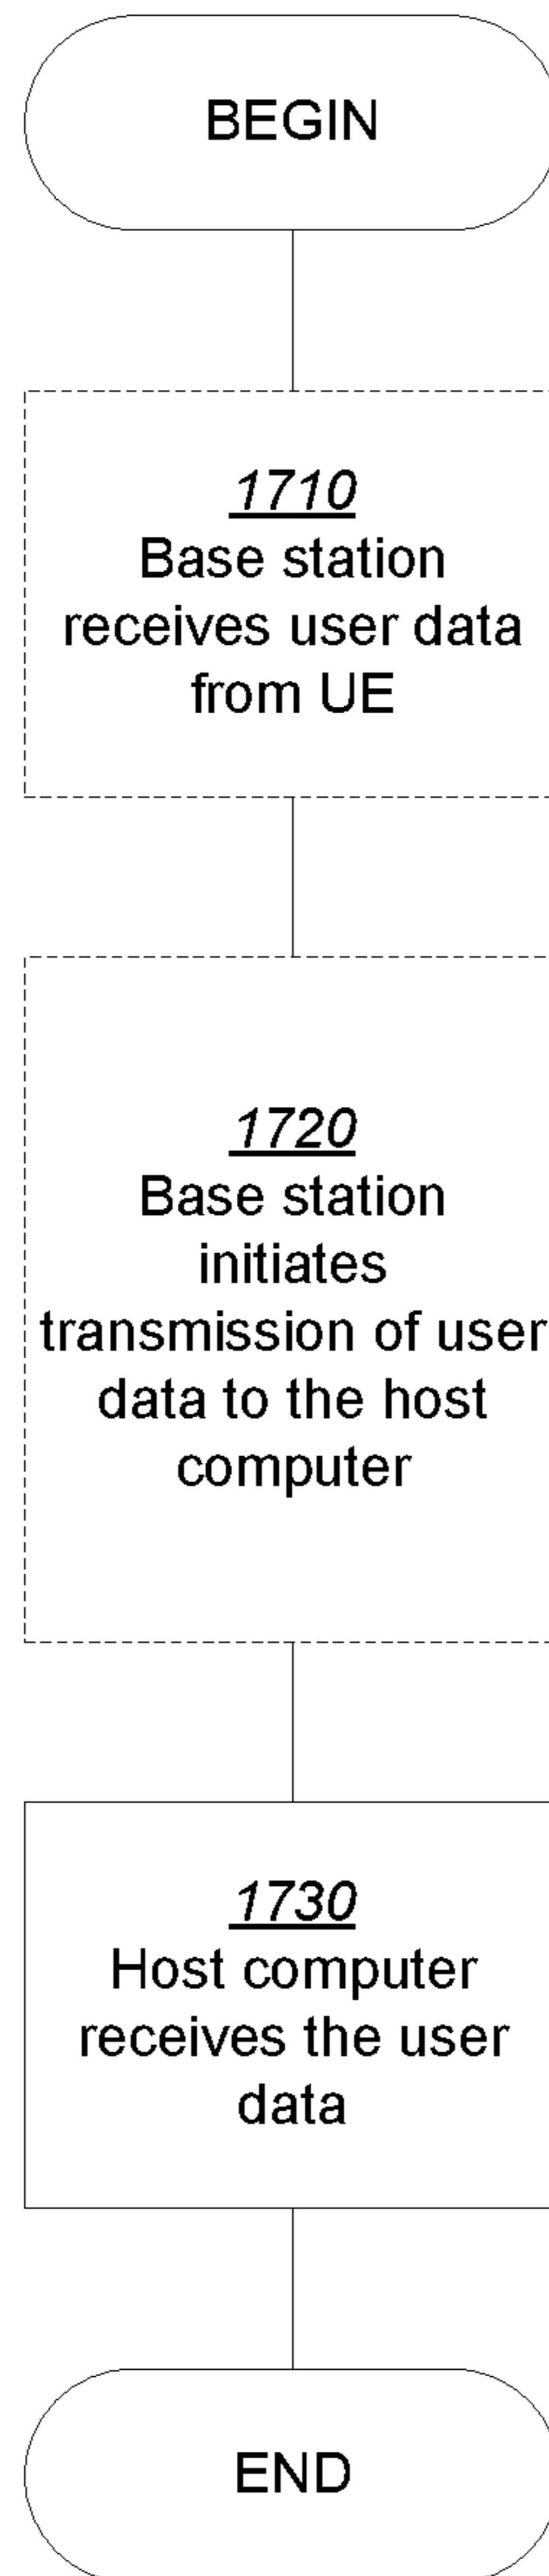 BEGIN
1710
Base station
receives user data
from UE
1720
Base station
initiates
transmission of user
data to the host
computer
1730
Host computer
receives the user
data
END